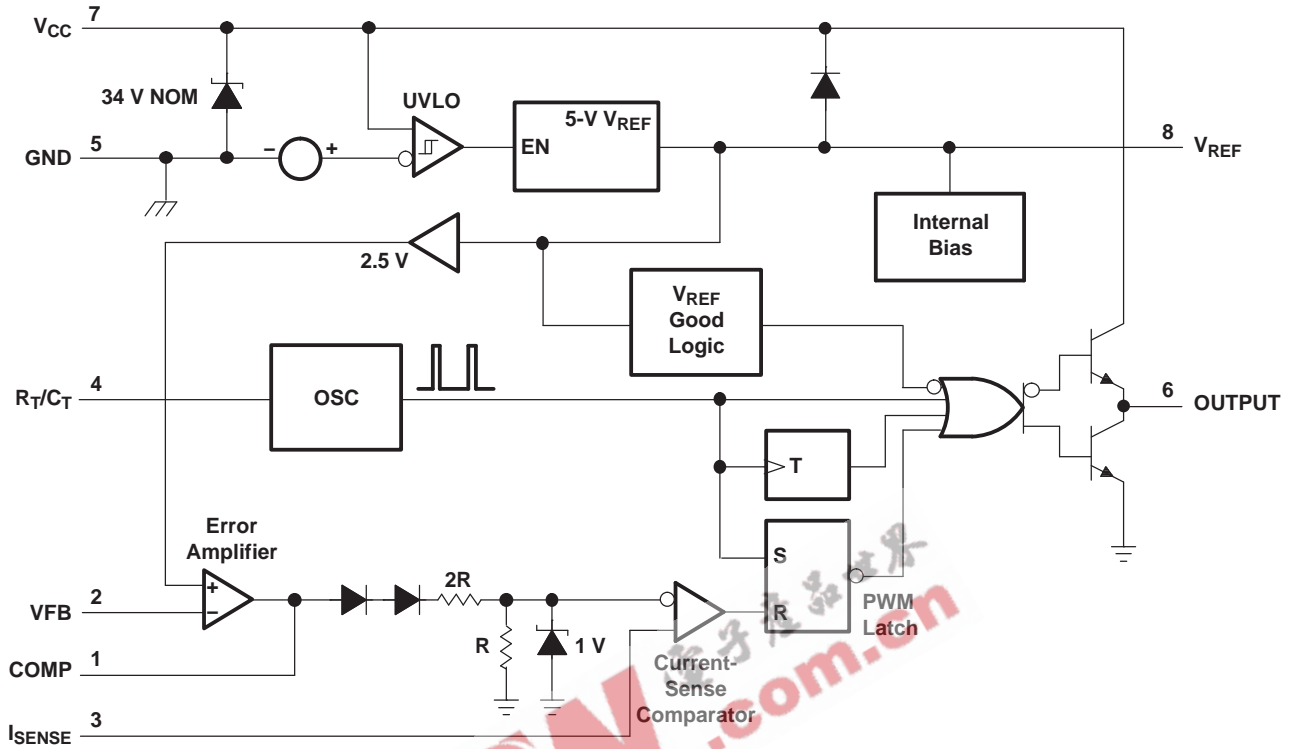 7
VCC
34 V NOM
UVLO
5-V VREF
EN
5
GND
−
+
8
VREF
2.5 V
Internal
Bias
VREF
Good
Logic
4
RT/CT
OSC
6
OUTPUT
T
Error
Amplifier
S
R
PWM
Latch
+
−
2
VFB
2R
R
1 V
1
COMP
Current-
Sense
Comparator
3
ISENSE
.com.cn